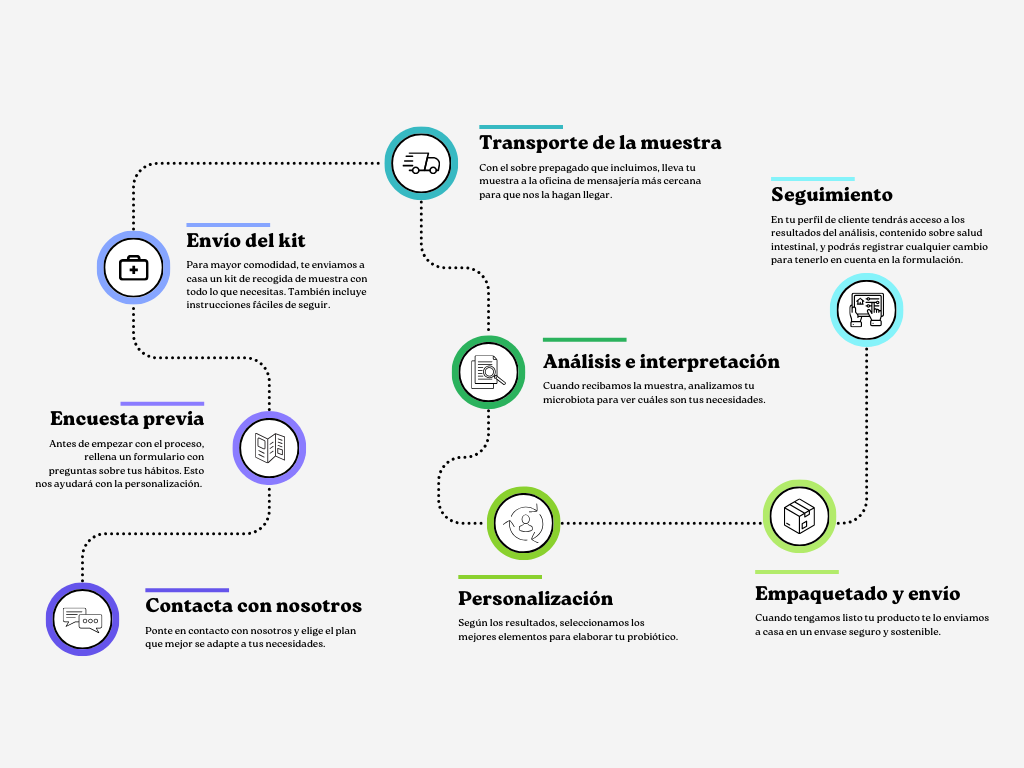 Transporte de la muestra
Con el sobre prepagado que incluimos, lleva tu
muestra a la oficina de mensajería más cercana
para que nos la hagan llegar.
Seguimiento
En tu perfil de cliente tendrás acceso a los
resultados del análisis, contenido sobre salud
intestinal, y podrás registrar cualquier cambio
para tenerlo en cuenta en la formulación.
Envío del kit
Para mayor comodidad, te enviamos a
casa un kit de recogida de muestra con
todo lo que necesitas. También incluye
instrucciones fáciles de seguir.
Análisis e interpretación
Cuando recibamos la muestra, analizamos tu
microbiota para ver cuáles son tus necesidades.
Encuesta previa
Antes de empezar con el proceso,
rellena un formulario con
preguntas sobre tus hábitos. Esto
nos ayudará con la personalización.
Contacta con nosotros
Ponte en contacto con nosotros y elige el plan
que mejor se adapte a tus necesidades.
Personalización
Según los resultados, seleccionamos los
mejores elementos para elaborar tu probiótico.
Empaquetado y envío
Cuando tengamos listo tu producto te lo enviamos
a casa en un envase seguro y sostenible.